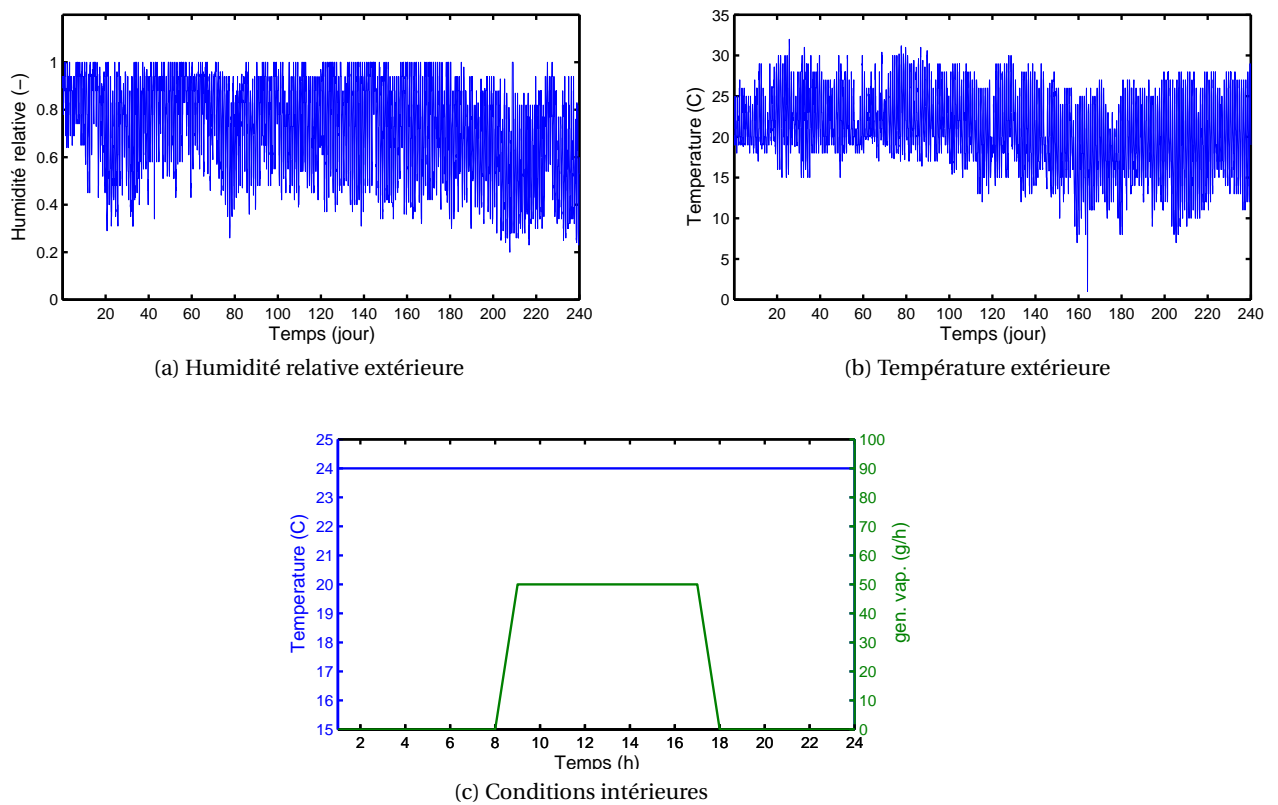 Humidité relative (−)
1
0.8
0.6
0.4
0.2
0
20 40 60 80 100 120 140 160 180 200 220 240
Temps (jour)
(a) Humidité relative extérieure
Temperature (C)
35
30
25
20
15
10
5
0
20 40 60 80 100 120 140 160 180 200 220 240
Temps (jour)
(b) Température extérieure
Temperature (C)
25
24
23
22
21
20
19
18
17
16
15
gen. vap. (g/h)
100
90
80
70
60
50
40
30
20
10
0
2 4 6 8 10 12 14 16 18 20 22 24
Temps (h)
(c) Conditions intérieures